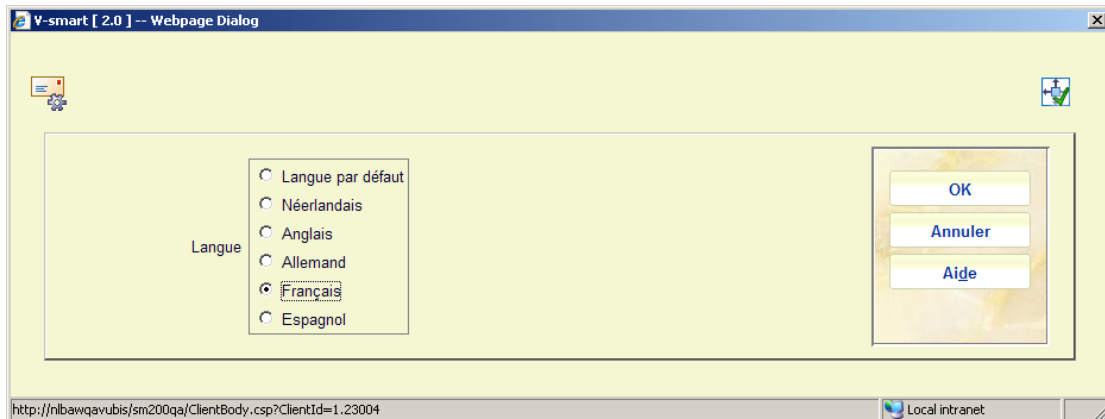 V-smart [ 2.0 ] -- Webpage Dialog
Langue
Langue par défaut
Néerlandais
Anglais
Allemand
Français
Espagnol
OK
Annuler
Aide
http://nlbawqavubis/sm200qa/ClientBody.csp?ClientId=1.23004
Local intranet